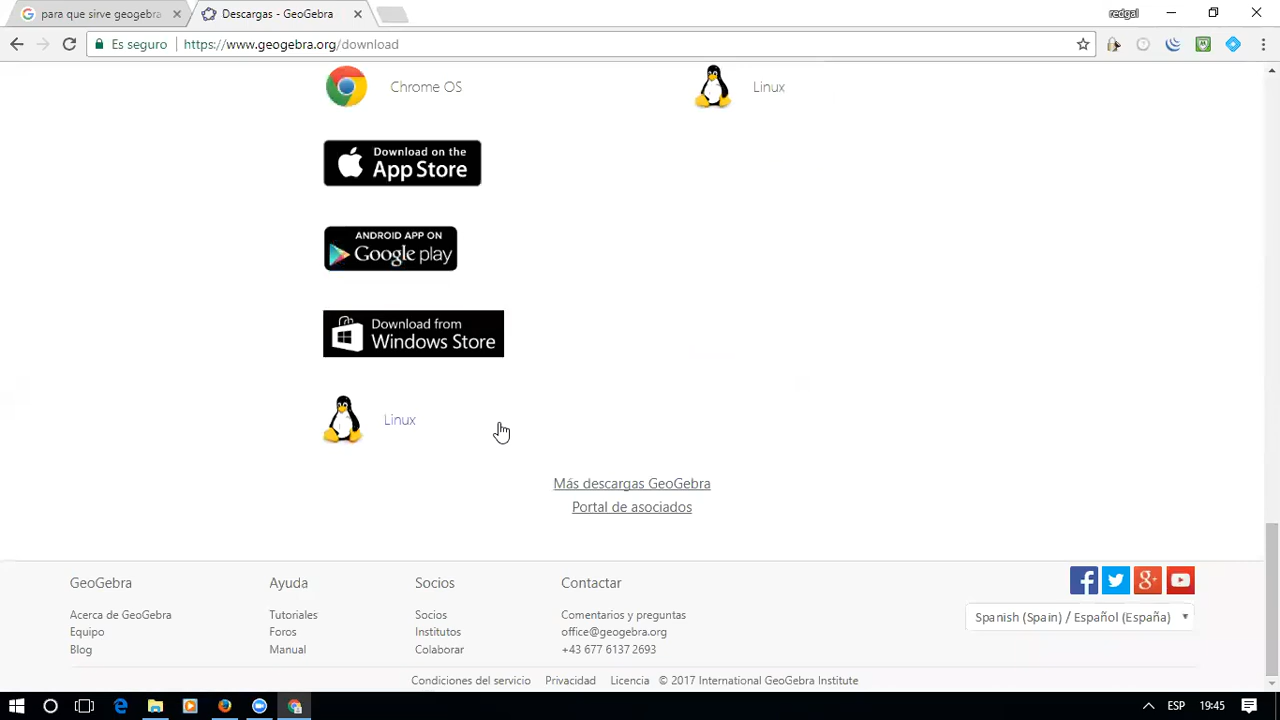 para que sirve geogebra
Descargas - GeoGebra
redgal
Es seguro
https://www.geogebra.org/download
Chrome OS
Linux
Download on the
App Store
ANDROID APP ON
Google play
Download from
Windows Store
Linux
Más descargas GeoGebra
Portal de asociados
GeoGebra
Acerca de GeoGebra
Equipo
Blog
Ayuda
Tutoriales
Foros
Manual
Socios
Socios
Institutos
Colaborar
Contactar
Comentarios y preguntas
office@geogebra.org
+43 677 6137 2693
Spanish (Spain) / Español (España)
Condiciones del servicio Privacidad Licencia © 2017 International GeoGebra Institute
ESP
19:45